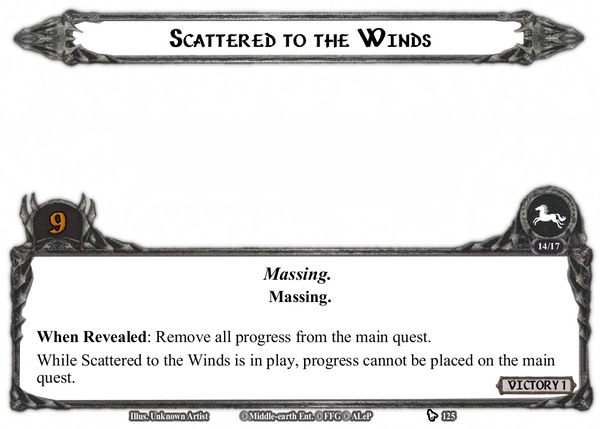 Scattered to the Winds
9
14/17
Massing.
Massing.
When Revealed: Remove all progress from the main quest.
While Scattered to the Winds is in play, progress cannot be placed on the main
quest.
VICTORY 1
Illus. Unknown Artist © Middle-earth Ent. © FFG © ALeP 125